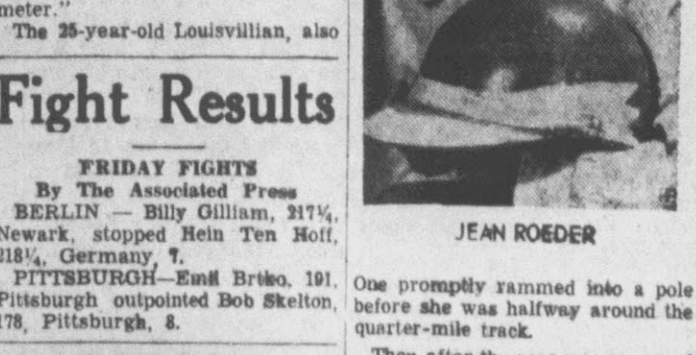 meter."
The 25-year-old Louisvillian, also
Fight Results
FRIDAY FIGHTS
By The Associated Press
BERLIN — Billy Gilliam, 217¼,
Newark, stopped Hein Ten Hoff,
218¼, Germany, 7.
PITTSBURGH—Emil Brtko, 191,
Pittsburgh outpointed Bob Skelton,
178, Pittsburgh, 8.
JEAN ROEDER
One promptly rammed into a pole
before she was halfway around the
quarter-mile track.